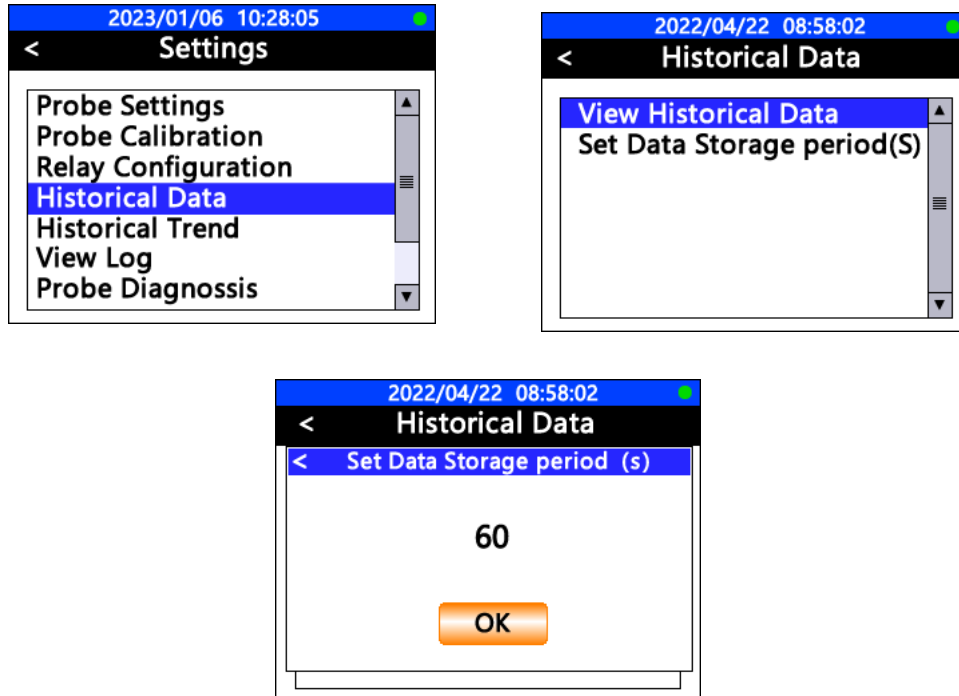 2023/01/06 10:28:05
< Settings
Probe Settings
Probe Calibration
Relay Configuration
Historical Data
Historical Trend
View Log
Probe Diagnossis
2022/04/22 08:58:02
< Historical Data
View Historical Data
Set Data Storage period(S)
2022/04/22 08:58:02
< Historical Data
< Set Data Storage period (s)
60
OK